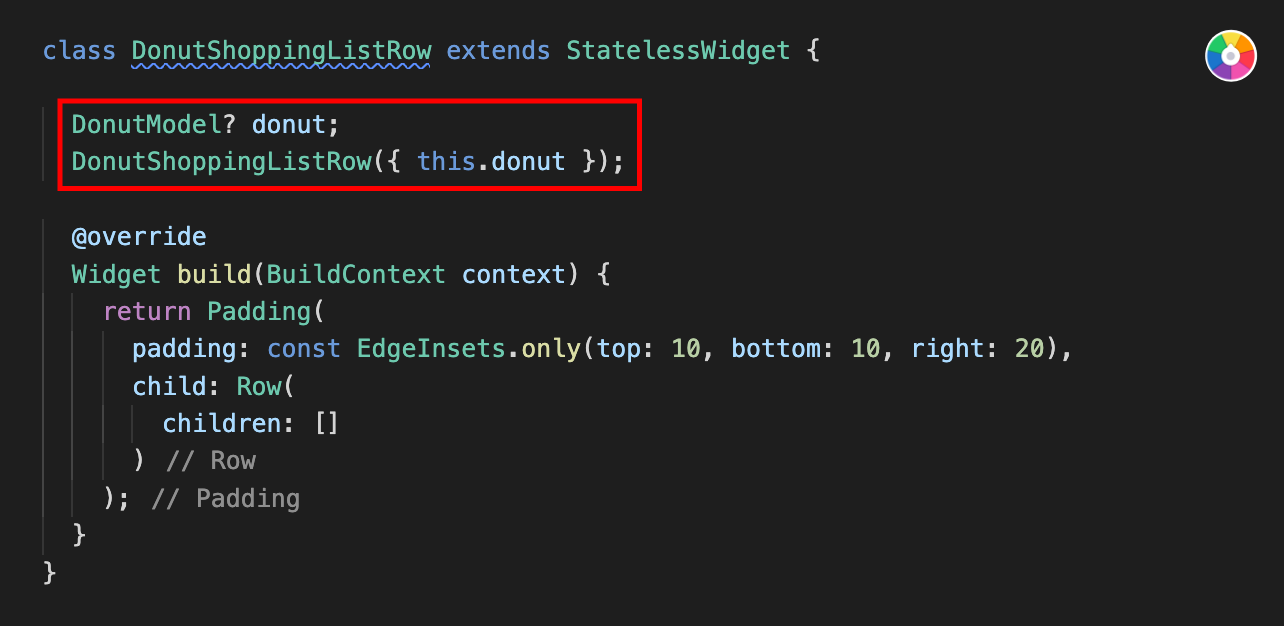 class DonutShoppingListRow extends StatelessWidget {
DonutModel? donut;
DonutShoppingListRow({ this.donut });
@override
Widget build(BuildContext context) {
return Padding(
padding: const EdgeInsets.only(top: 10, bottom: 10, right: 20),
child: Row(
children: []
) // Row
); // Padding
}
}